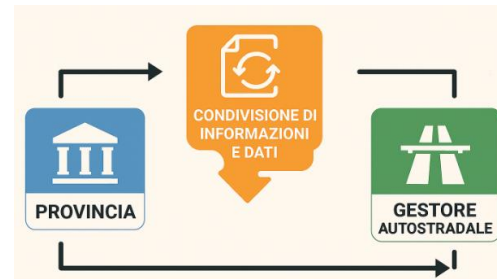 CONDIVISIONE DI
INFORMAZIONI
E DATI
PROVINCIA
GESTORE
AUTOSTRADALE